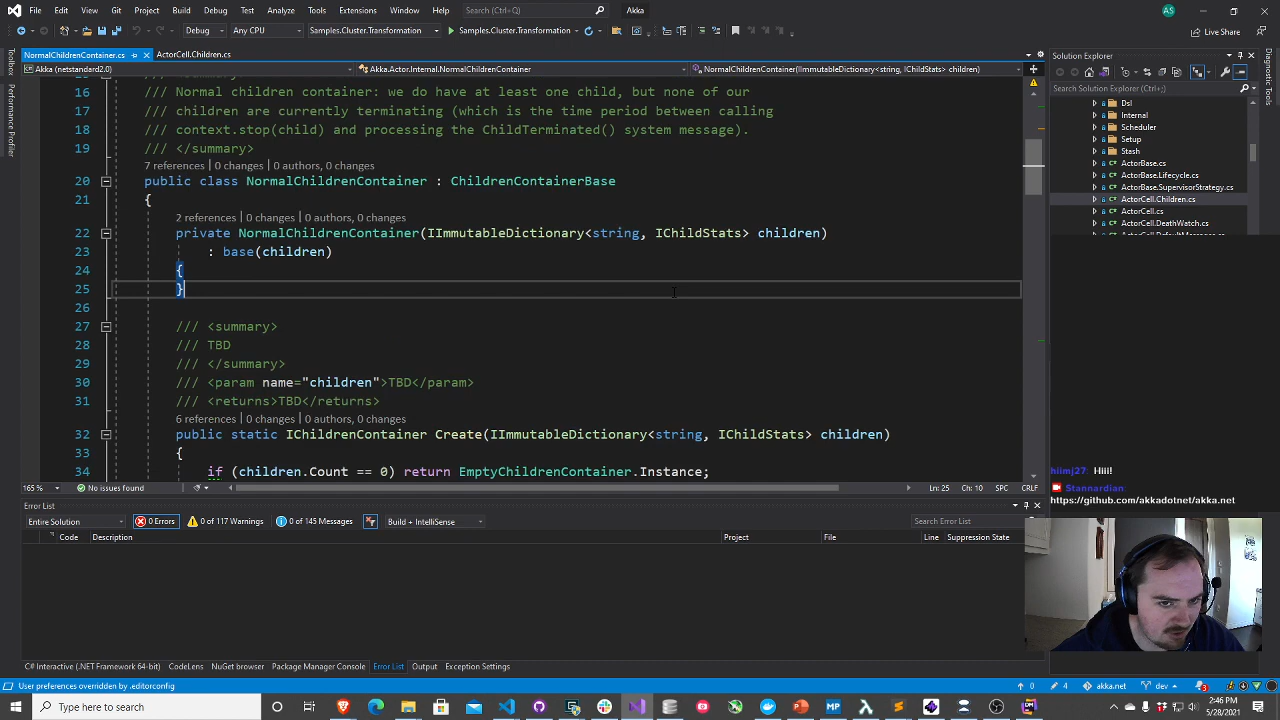 File Edit View Git Project Build Debug Test Analyze Tools Extensions Window Help Search (Ctrl+Q) Akka AS
Debug Any CPU Samples.Cluster.Transformation Samples.Cluster.Transformation Live Share
NormalChildrenContainer.cs ActorCell.Children.cs
Akka (netstandard2.0) Akka.Actor.Internal.NormalChildrenContainer NormalChildrenContainer(IImmutableDictionary<string, IChildStats> children)
Toolbox
Performance Profiler
16 /// Normal children container: we do have at least one child, but none of our
17 /// children are currently terminating (which is the time period between calling
18 /// context.stop(child) and processing the ChildTerminated() system message).
19 /// </summary>
7 references | 0 changes | 0 authors, 0 changes
20 public class NormalChildrenContainer : ChildrenContainerBase
21 {
2 references | 0 changes | 0 authors, 0 changes
22 private NormalChildrenContainer(IImmutableDictionary<string, IChildStats> children)
23 : base(children)
24 {
25 }
26
27 /// <summary>
28 /// TBD
29 /// </summary>
30 /// <param name="children">TBD</param>
31 /// <returns>TBD</returns>
6 references | 0 changes | 0 authors, 0 changes
32 public static IChildrenContainer Create(IImmutableDictionary<string, IChildStats> children)
33 {
34 if (children.Count == 0) return EmptyChildrenContainer.Instance;
165 % No issues found Ln: 25 Ch: 10 SPC CRLF
Solution Explorer
Search Solution Explorer (Ctrl+;)
Dsl
Internal
Scheduler
Setup
Stash
ActorBase.cs
ActorBase.Lifecycle.cs
ActorBase.SupervisorStrategy.cs
ActorCell.Children.cs
ActorCell.cs
ActorCell.DeathWatch.cs
Diagnostic Tools
hiimj27: Hiii!
Stannardian:
https://github.com/akkadotnet/akka.net
Error List
Entire Solution 0 Errors 0 of 117 Warnings 0 of 145 Messages Build + IntelliSense Search Error List
Code Description Project File Line Suppression State
C# Interactive (.NET Framework 64-bit) CodeLens NuGet browser Package Manager Console Error List Output Exception Settings
User preferences overridden by .editorconfig 0 4 akka.net dev 3
Type here to search 2:46 PM
5/28/2021